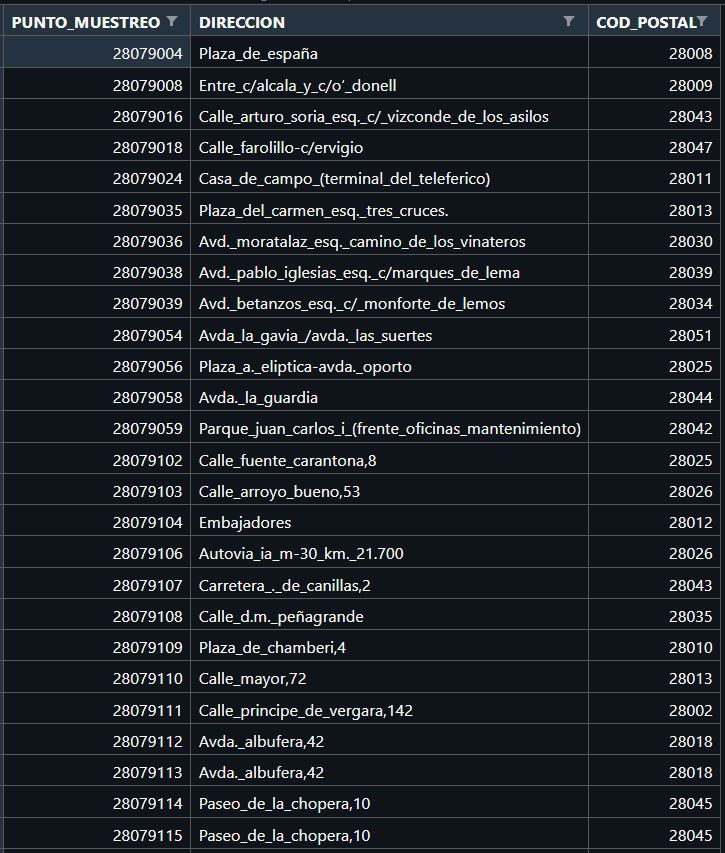 PUNTO_MUESTREO DIRECCION COD_POSTAL
28079004 Plaza_de_españa 28008
28079008 Entre_c/alcala_y_c/o´_donell 28009
28079016 Calle_arturo_soria_esq._c/_vizconde_de_los_asilos 28043
28079018 Calle_farolillo-c/ervigio 28047
28079024 Casa_de_campo_(terminal_del_teleferico) 28011
28079035 Plaza_del_carmen_esq._tres_cruces. 28013
28079036 Avd._moratalaz_esq._camino_de_los_vinateros 28030
28079038 Avd._pablo_iglesias_esq._c/marques_de_lema 28039
28079039 Avd._betanzos_esq._c/_monforte_de_lemos 28034
28079054 Avda_la_gavia_/avda._las_suertes 28051
28079056 Plaza_a._eliptica-avda._oporto 28025
28079058 Avda._la_guardia 28044
28079059 Parque_juan_carlos_i_(frente_oficinas_mantenimiento) 28042
28079102 Calle_fuente_carantona,8 28025
28079103 Calle_arroyo_bueno,53 28026
28079104 Embajadores 28012
28079106 Autovia_ia_m-30_km._21.700 28026
28079107 Carretera_._de_canillas,2 28043
28079108 Calle_d.m._peñagrande 28035
28079109 Plaza_de_chamberi,4 28010
28079110 Calle_mayor,72 28013
28079111 Calle_principe_de_vergara,142 28002
28079112 Avda._albufera,42 28018
28079113 Avda._albufera,42 28018
28079114 Paseo_de_la_chopera,10 28045
28079115 Paseo_de_la_chopera,10 28045